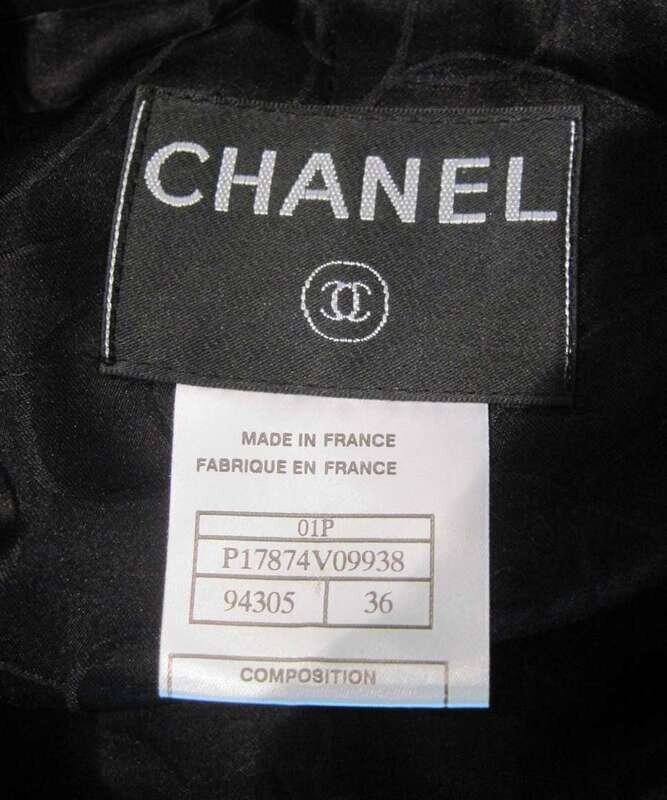 CHANEL
MADE IN FRANCE
FABRIQUE EN FRANCE
01P
P17874V09938
94305 36
COMPOSITION